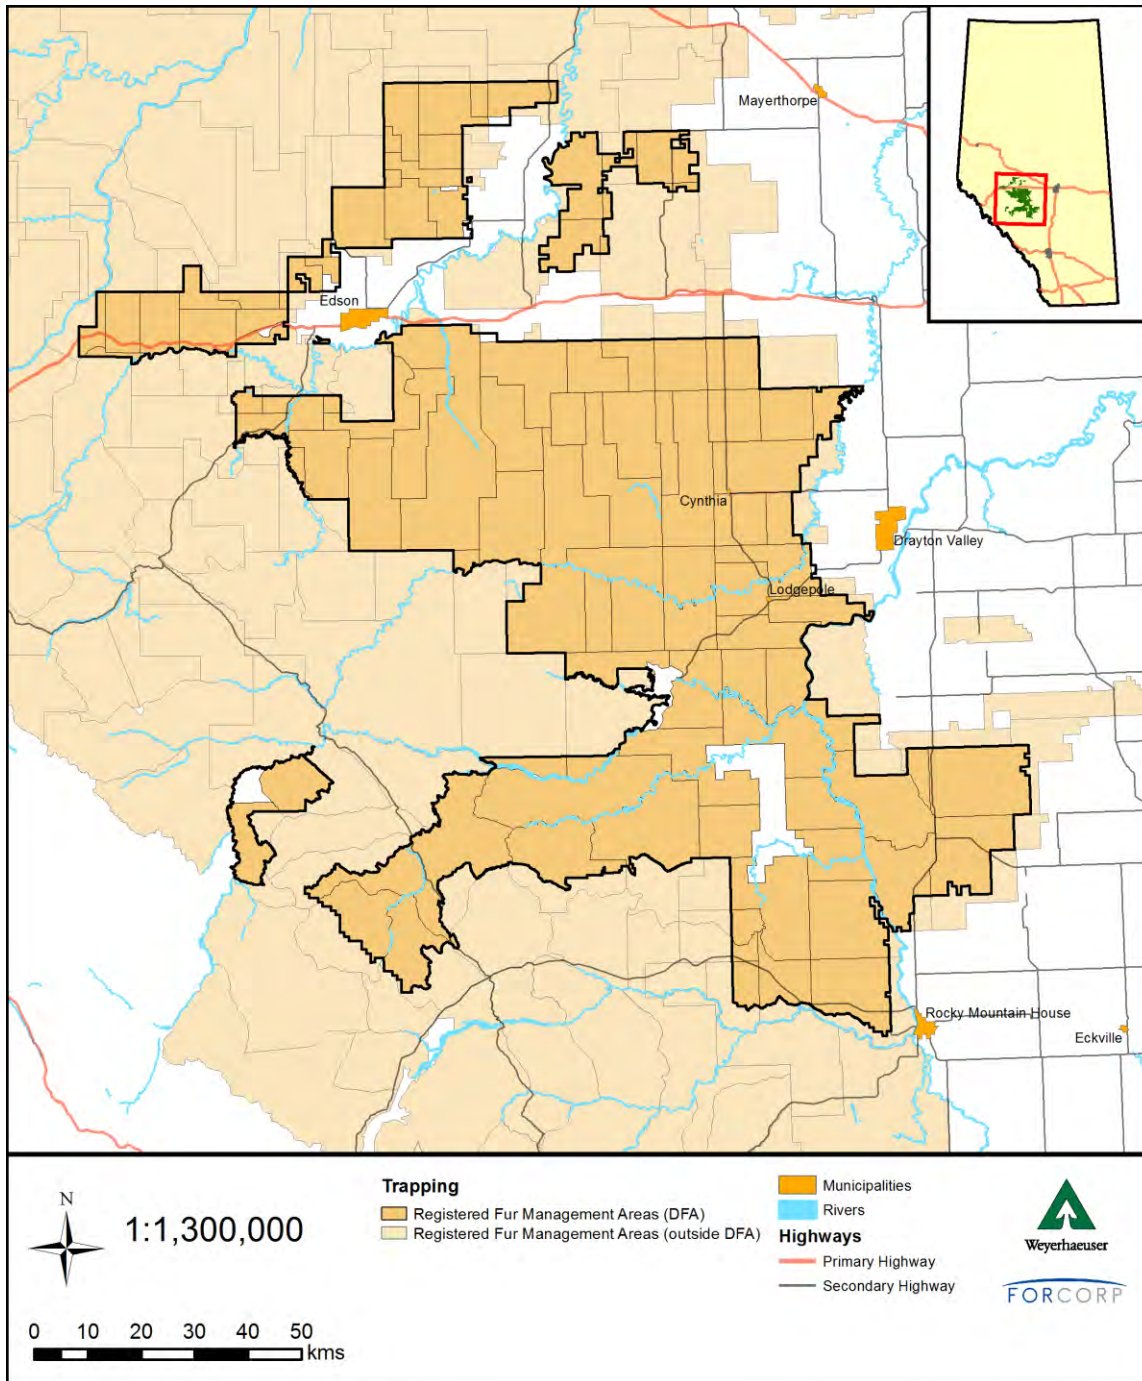 Mayerthorpe
Edson
Cynthia
Drayton Valley
Lodgepole
Rocky Mountain House
Eckville
N
1:1,300,000
0 10 20 30 40 50
kms
Trapping
Registered Fur Management Areas (DFA)
Registered Fur Management Areas (outside DFA)
Municipalities
Rivers
Highways
Primary Highway
Secondary Highway
Weyerhaeuser
FORCORP